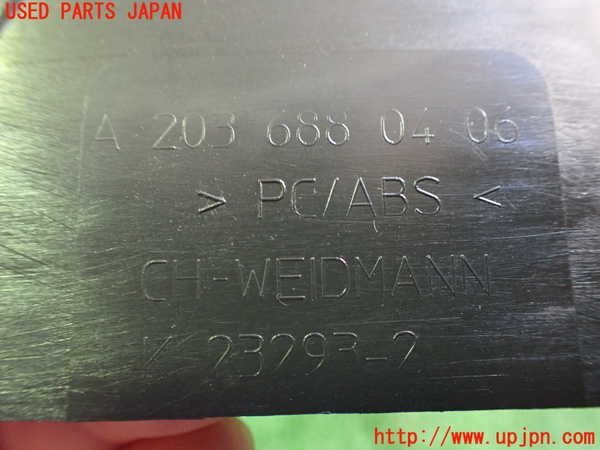 USED PARTS JAPAN
A 203 688 04 06
> PC/ABS <
CH-WEIDMANN
K 23293-2
http://www.upjpn.com/